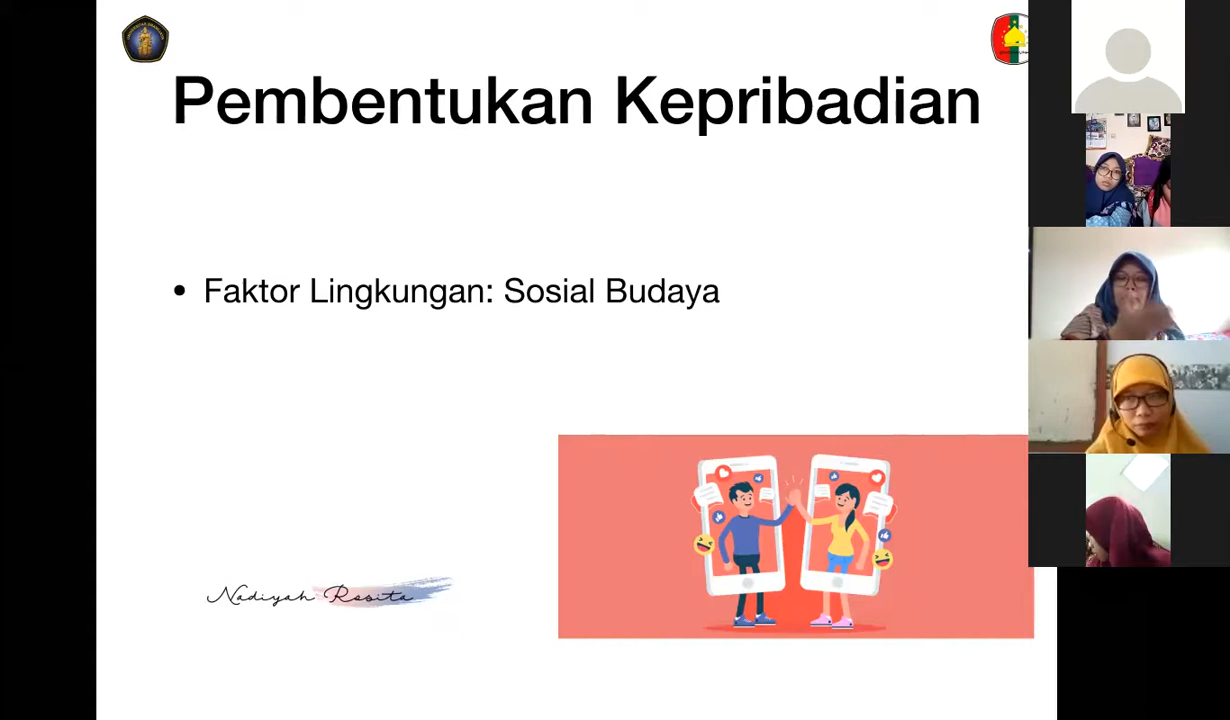 Pembentukan Kepribadian
• Faktor Lingkungan: Sosial Budaya
Nadiyah Rosita